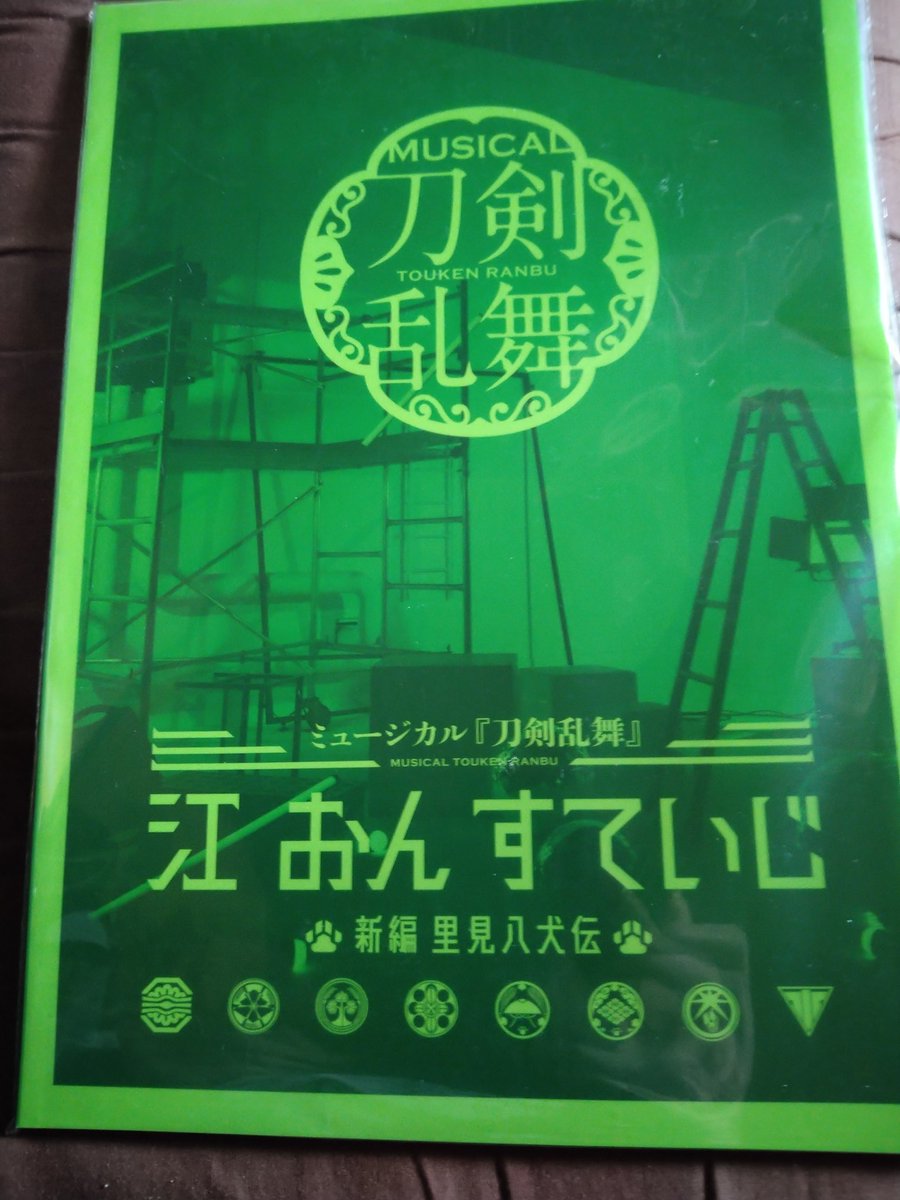 MUSICAL
刀剣
TOUKEN RANBU
乱舞
ミュージカル『刀剣乱舞』
MUSICAL TOUKEN RANBU
江 おん すていじ
新編 里見八犬伝